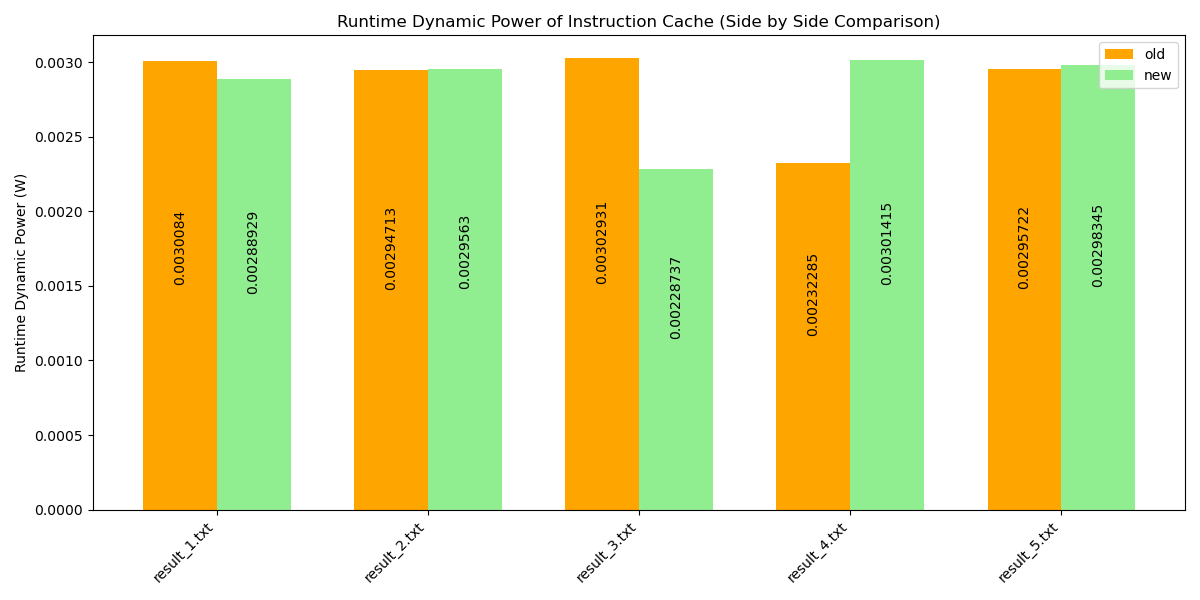 Runtime Dynamic Power of Instruction Cache (Side by Side Comparison)
old
new
Runtime Dynamic Power (W)
0.0030
0.0025
0.0020
0.0015
0.0010
0.0005
0.0000
0.0030084
0.00288929
0.00294713
0.0029563
0.00302931
0.00228737
0.00232285
0.00301415
0.00295722
0.00298345
result_1.txt
result_2.txt
result_3.txt
result_4.txt
result_5.txt